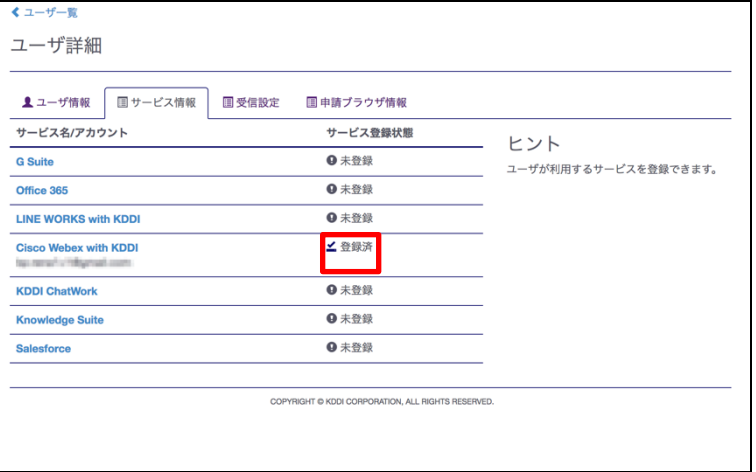 ユーザ一覧
ユーザ詳細
ユーザ情報
サービス情報
受信設定
申請ブラウザ情報
サービス名/アカウント サービス登録状態
G Suite 未登録
Office 365 未登録
LINE WORKS with KDDI 未登録
Cisco Webex with KDDI 登録済
KDDI ChatWork 未登録
Knowledge Suite 未登録
Salesforce 未登録
ヒント
ユーザが利用するサービスを登録できます。
COPYRIGHT © KDDI CORPORATION, ALL RIGHTS RESERVED.